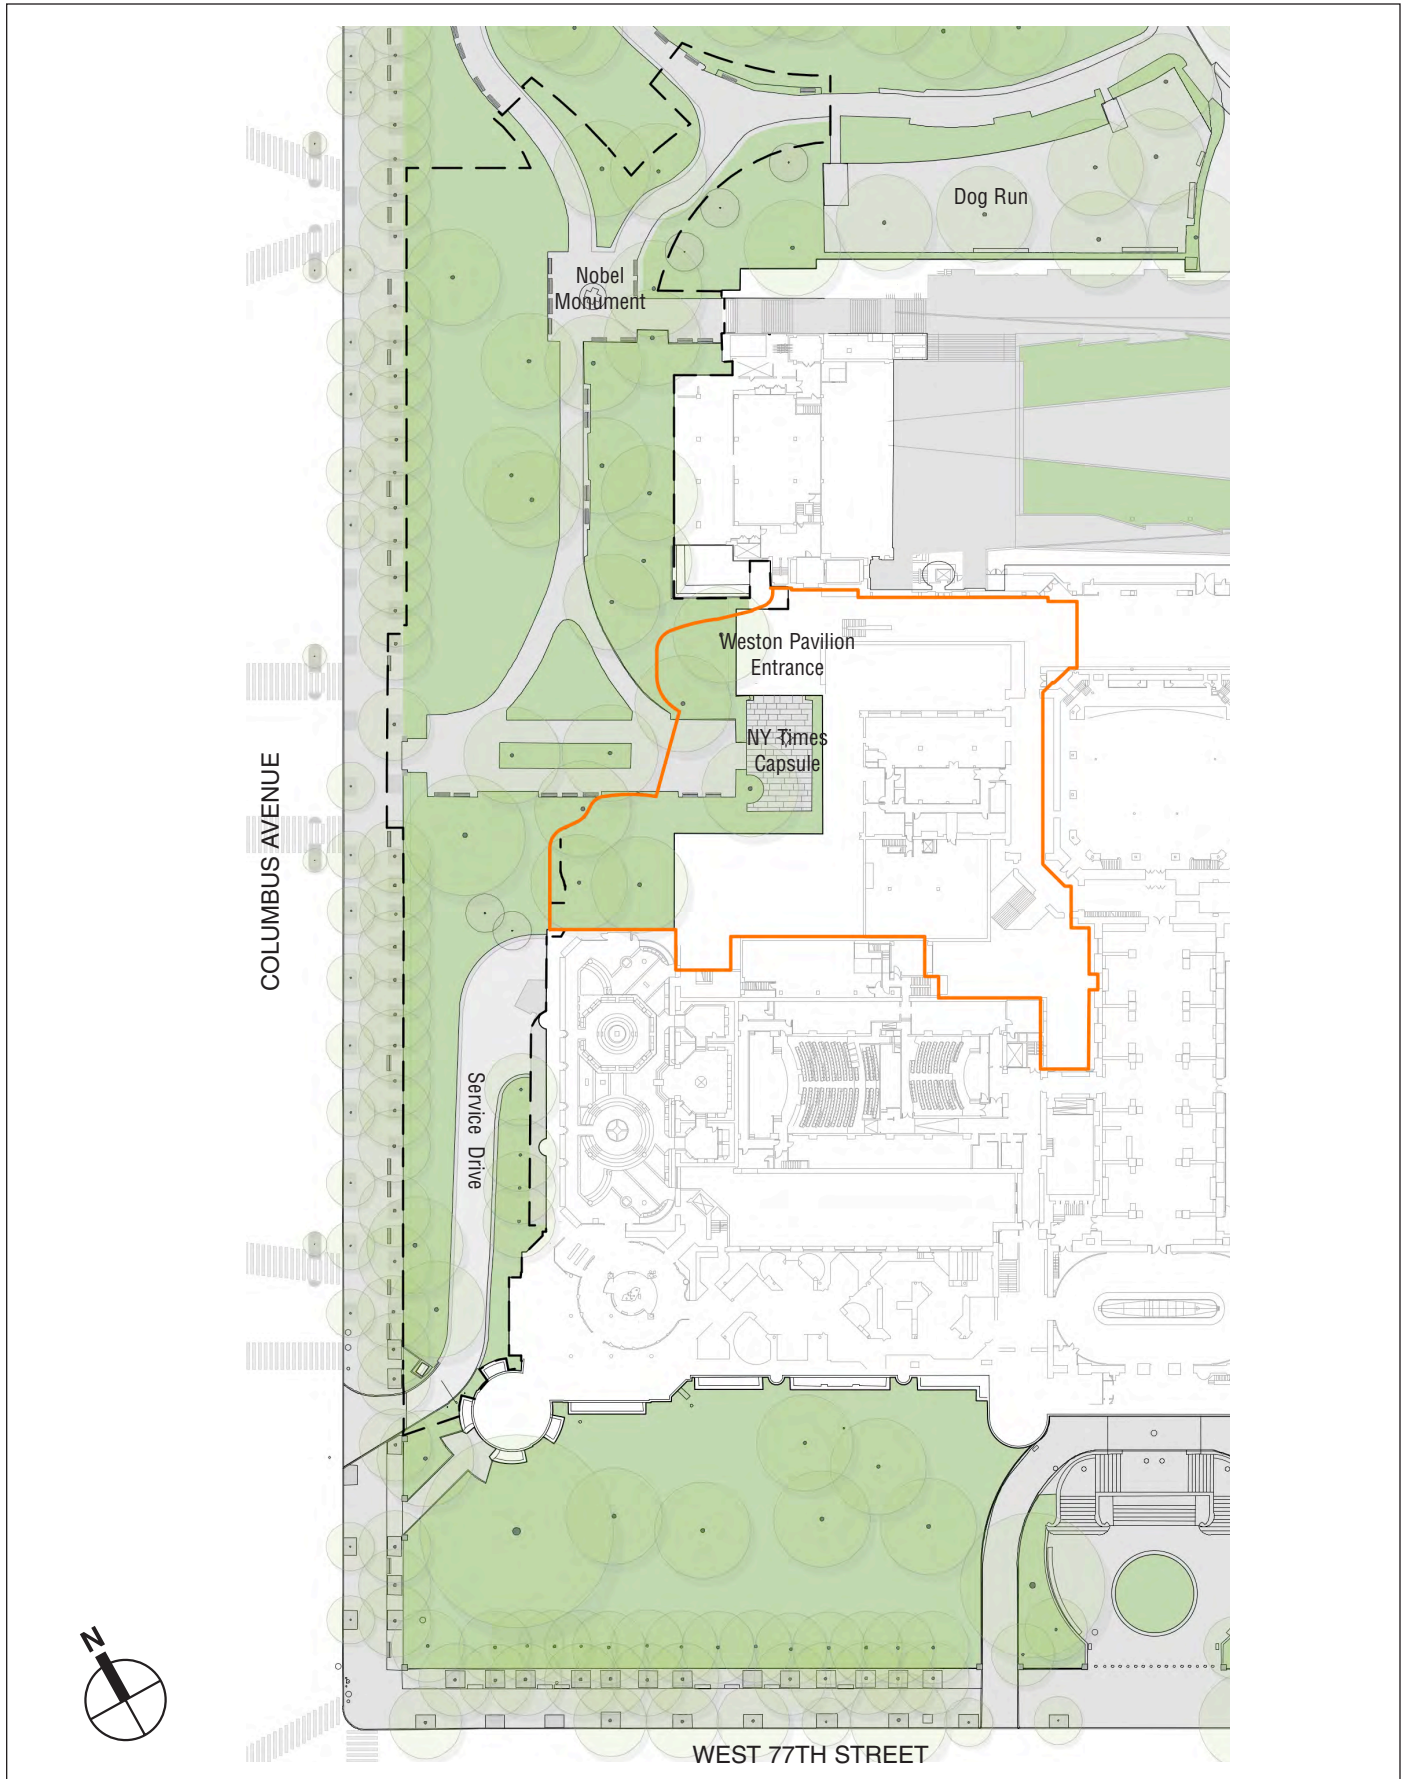 Dog Run
Nobel
Monument
Weston Pavilion
Entrance
NY Times
Capsule
COLUMBUS AVENUE
Service Drive
N
WEST 77TH STREET